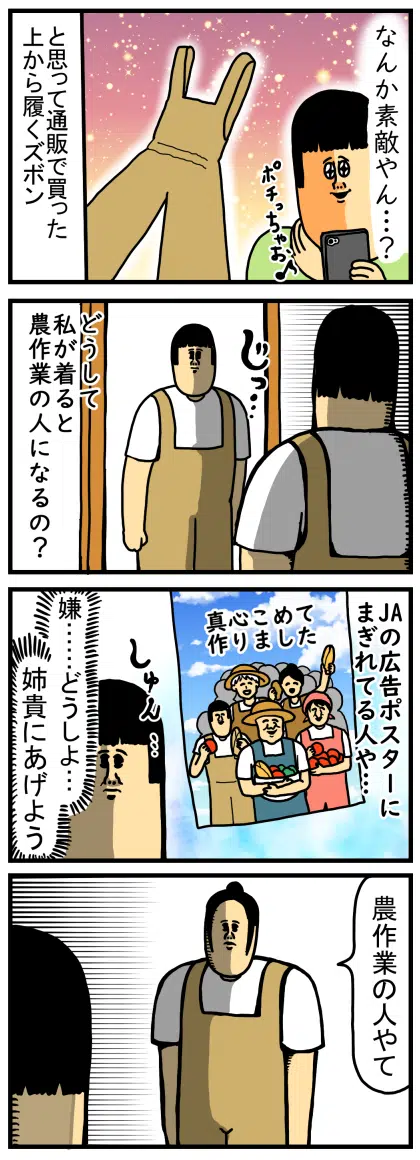 なんか素敵やん…？
ポチっちゃお♪
と思って通販で買った
上から履くズボン
じっ…
どうして
私が着ると
農作業の人になるの？
JAの広告ポスターに
まぎれてる人や…
真心こめて
作りました
しゅん…
嫌……どうしよ…
姉貴にあげよう
農作業の人やて